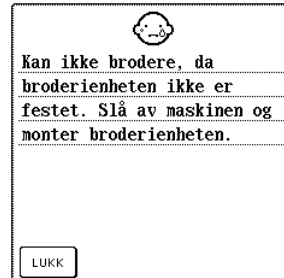 Kan ikke brodere, da
broderienheten ikke er
festet. Slå av maskinen og
monter broderienheten.
LUKK